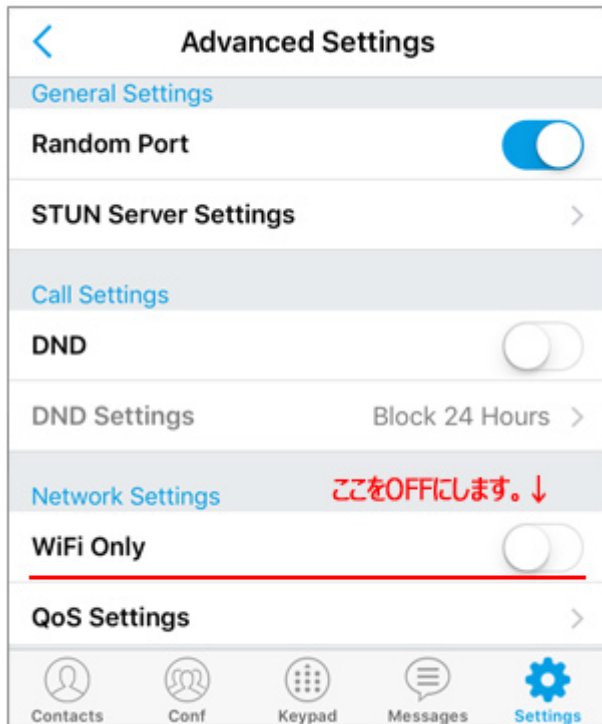 Advanced Settings
General Settings
Random Port
STUN Server Settings
Call Settings
DND
DND Settings Block 24 Hours
Network Settings ここをOFFにします。↓
WiFi Only
QoS Settings
Contacts Conf Keypad Messages Settings